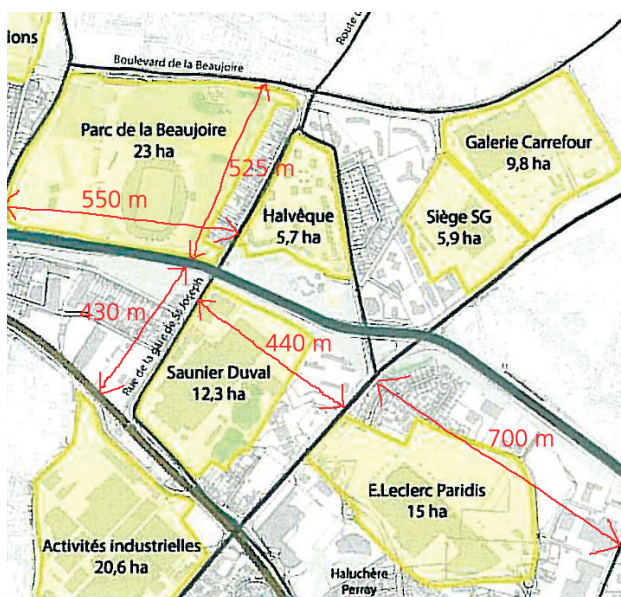 ions
Route d
Boulevard de la Beaujoire
Parc de la Beaujoire
23 ha
525 m
550 m
Galerie Carrefour
9,8 ha
Halvêque
5,7 ha
Siège SG
5,9 ha
430 m
Rue de la gare de St Joseph
440 m
Saunier Duval
12,3 ha
700 m
E.Leclerc Paridis
15 ha
Activités industrielles
20,6 ha
Haluchère
Perray